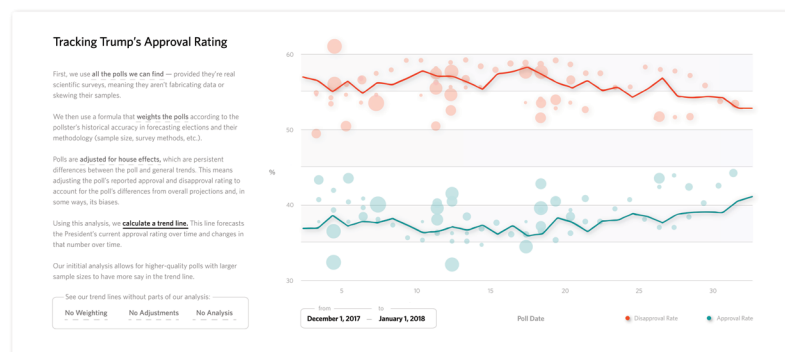 Tracking Trump's Approval Rating
First, we use all the polls we can find — provided they're real
scientific surveys, meaning they aren't fabricating data or
skewing their samples.
We then use a formula that weights the polls according to the
pollster's historical accuracy in forecasting elections and their
methodology (sample size, survey methods, etc.).
Polls are adjusted for house effects, which are persistent
differences between the poll and general trends. This means
adjusting the poll's reported approval and disapproval rating to
account for the poll's differences from overall projections and, in
some ways, its biases.
Using this analysis, we calculate a trend line. This line forecasts
the President's current approval rating over time and changes in
that number over time.
Our inititial analysis allows for higher-quality polls with larger
sample sizes to have more say in the trend line.
See our trend lines without parts of our analysis:
No Weighting No Adjustments No Analysis
60
50
%
40
30
5 10 15 20 25 30
from to
December 1, 2017 — January 1, 2018
Poll Date
Disapproval Rate
Approval Rate